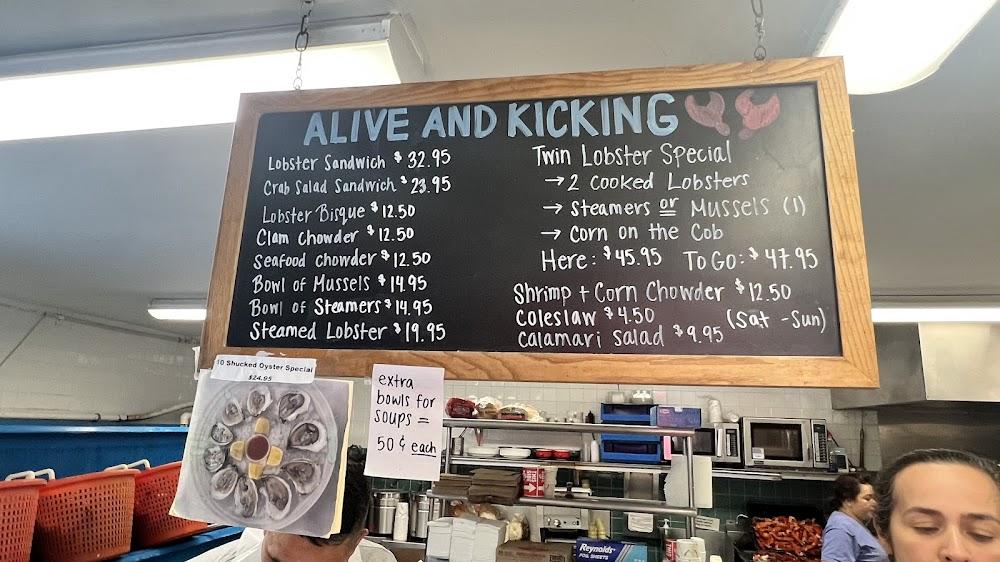 ALIVE AND KICKING
Lobster Sandwich $ 32.95
Crab Salad Sandwich $ 23.95
Lobster Bisque $ 12.50
Clam Chowder $ 12.50
Seafood Chowder $ 12.50
Bowl of Mussels $ 14.95
Bowl of Steamers $ 14.95
Steamed Lobster $ 19.95
Twin Lobster Special
→ 2 Cooked Lobsters
→ Steamers or Mussels (1)
→ Corn on the Cob
Here: $ 45.95 To Go: $ 47.95
Shrimp + Corn Chowder $ 12.50
Coleslaw $ 4.50 (Sat - Sun)
Calamari Salad $ 9.95
10 Shucked Oyster Special
$24.95
extra
bowls for
soups =
50 ¢ each
Reynolds
FOIL SHEETS